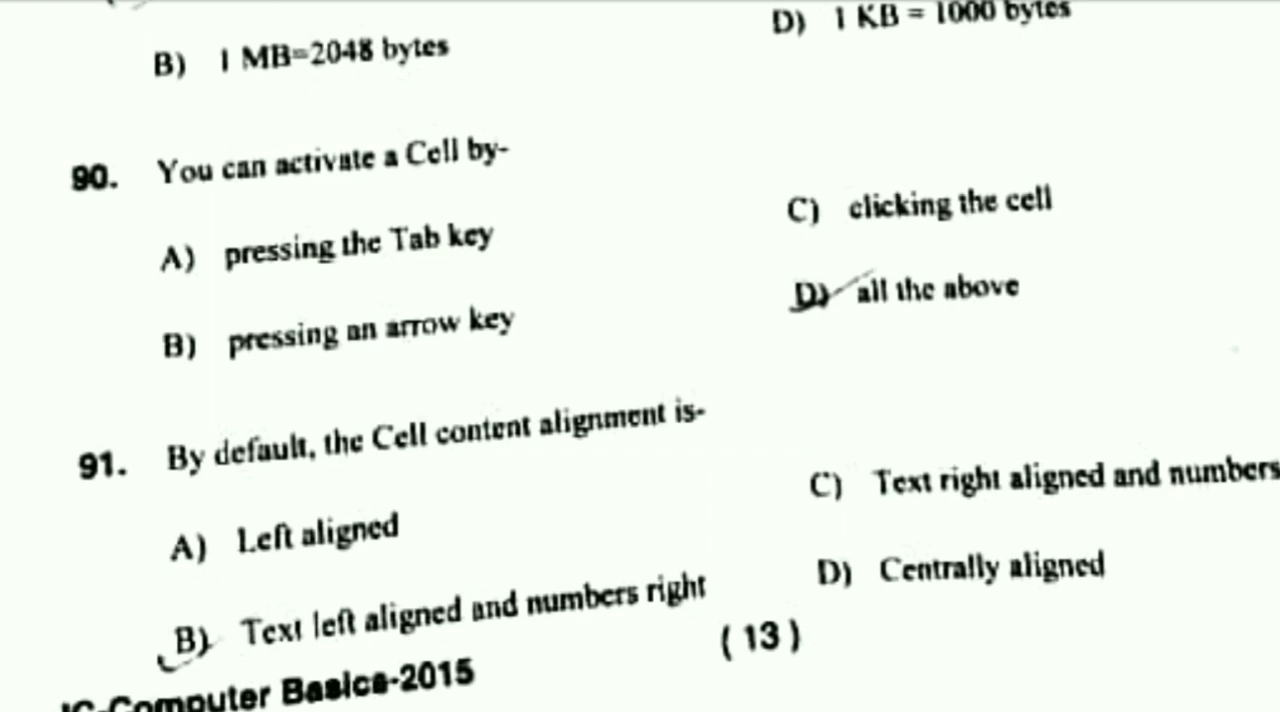 B) 1 MB=2048 bytes
D) 1 KB = 1000 bytes
90. You can activate a Cell by-
A) pressing the Tab key
B) pressing an arrow key
C) clicking the cell
D) all the above
91. By default, the Cell content alignment is-
A) Left aligned
B) Text left aligned and numbers right
C) Text right aligned and numbers
D) Centrally aligned
(13)
Computer Basics-2015